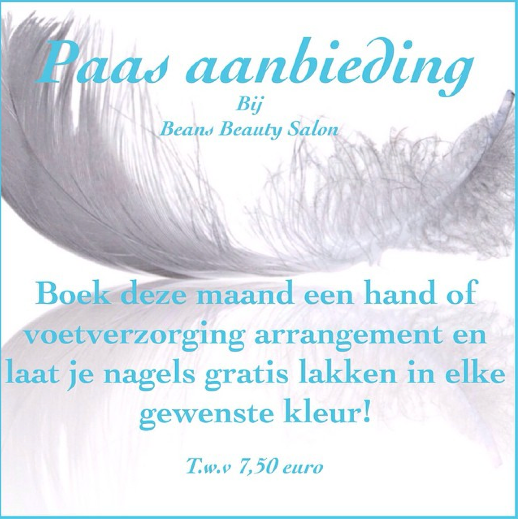 Paas aanbieding
Bij
Beans Beauty Salon
Boek deze maand een hand of
voetverzorging arrangement en
laat je nagels gratis lakken in elke
gewenste kleur!
T.w.v 7,50 euro